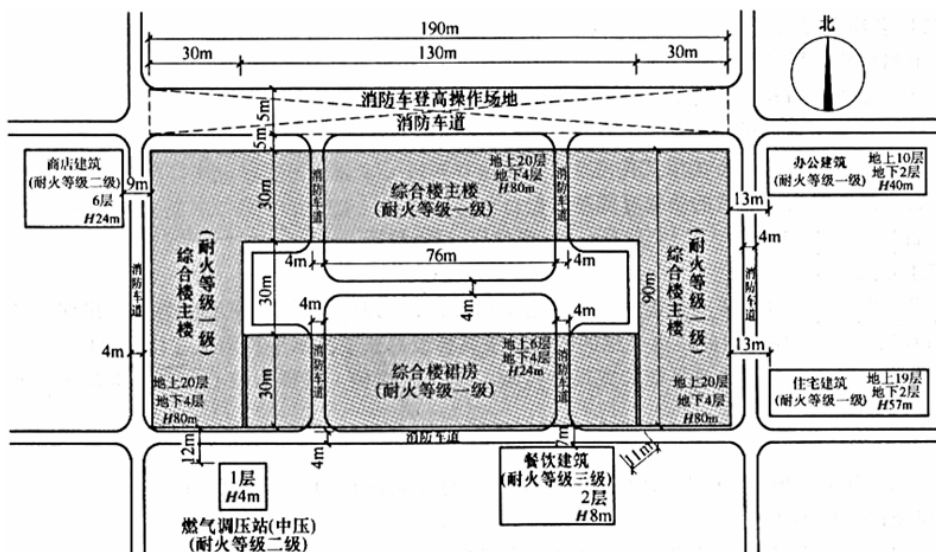 190m
北
30m
130m
30m
5m
消防车登高操作场地
5m
消防车道
商店建筑
(耐火等级二级)
6层
H24m
9m
地上20层
地下4层
H80m
综合楼主楼
(耐火等级一级)
消防车道
消防车道
30m
办公建筑
(耐火等级一级)
地上10层
地下2层
H40m
13m
4m
76m
4m
4m
消防车道
综合楼主楼
(耐火等级一级)
30m
4m
4m
4m
90m
综合楼主楼
(耐火等级一级)
消防车道
4m
13m
地上20层
地下4层
H80m
30m
消防车道
综合楼裙房
(耐火等级一级)
地上6层
地下4层
H24m
消防车道
地上20层
地下4层
H80m
住宅建筑
(耐火等级一级)
地上19层
地下2层
H57m
12m
4m
消防车道
7m
11m
1层
H4m
燃气调压站(中压)
(耐火等级二级)
餐饮建筑
(耐火等级三级)
2层
H8m